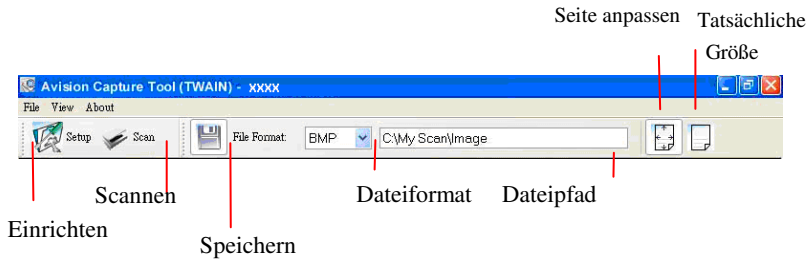 Seite anpassen
Tatsächliche
Größe
Avision Capture Tool (TWAIN) - xxxx
File View About
Setup Scan File Format: BMP C:\My Scan\Image
Scannen
Dateiformat
Dateipfad
Einrichten
Speichern